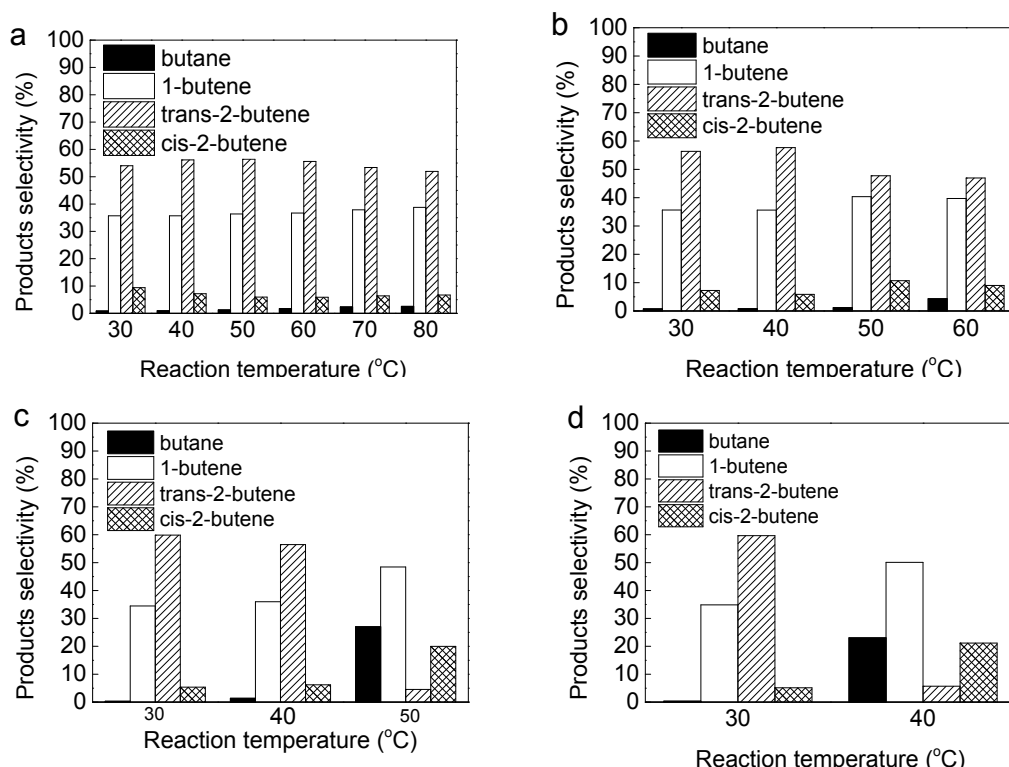 a
100
90
80
70
60
50
40
30
20
10
0
Products selectivity (%)
butane
1-butene
trans-2-butene
cis-2-butene
30 40 50 60 70 80
Reaction temperature (°C)
b
100
90
80
70
60
50
40
30
20
10
0
Products selectivity (%)
butane
1-butene
trans-2-butene
cis-2-butene
30 40 50 60
Reaction temperature (°C)
c
100
90
80
70
60
50
40
30
20
10
0
Products selectivity (%)
butane
1-butene
trans-2-butene
cis-2-butene
30 40 50
Reaction temperature (°C)
d
100
90
80
70
60
50
40
30
20
10
0
Products selectivity (%)
butane
1-butene
trans-2-butene
cis-2-butene
30 40
Reaction temperature (°C)